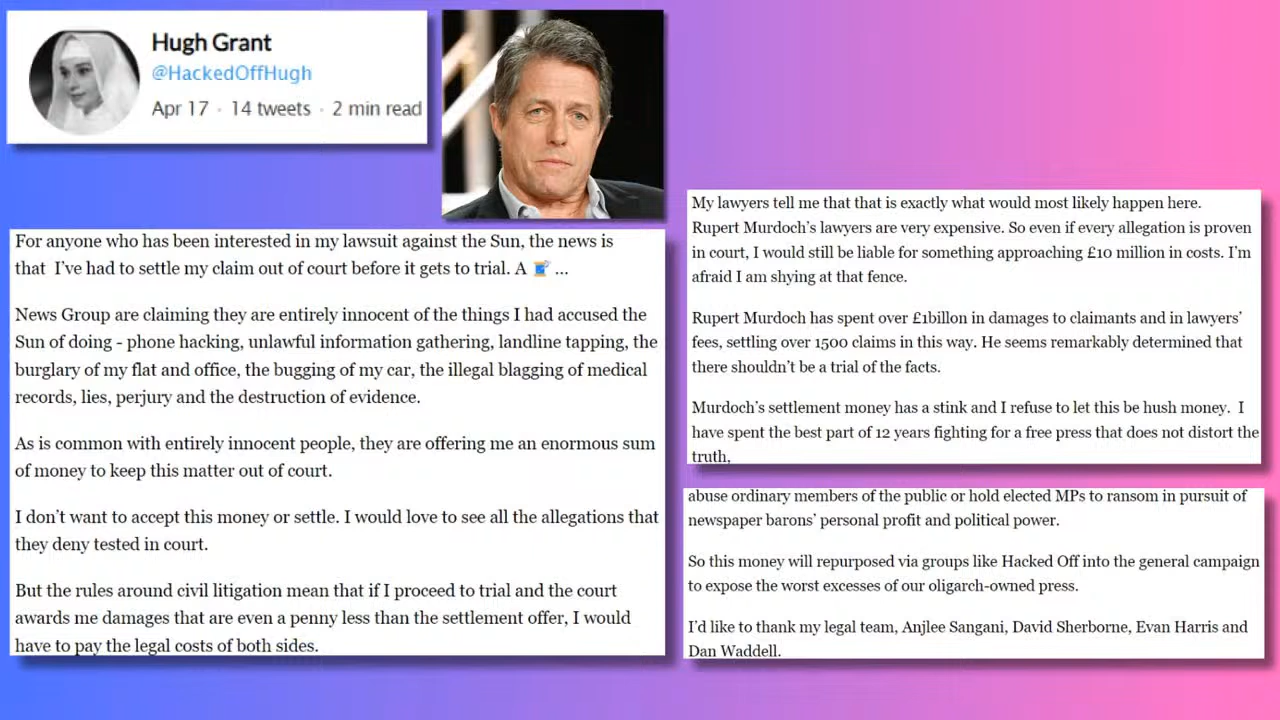 Hugh Grant
@HackedOffHugh
Apr 17 · 14 tweets · 2 min read
For anyone who has been interested in my lawsuit against the Sun, the news is
that  I’ve had to settle my claim out of court before it gets to trial. A 🧵 ...
News Group are claiming they are entirely innocent of the things I had accused the
Sun of doing - phone hacking, unlawful information gathering, landline tapping, the
burglary of my flat and office, the bugging of my car, the illegal blagging of medical
records, lies, perjury and the destruction of evidence.
As is common with entirely innocent people, they are offering me an enormous sum
of money to keep this matter out of court.
I don’t want to accept this money or settle. I would love to see all the allegations that
they deny tested in court.
But the rules around civil litigation mean that if I proceed to trial and the court
awards me damages that are even a penny less than the settlement offer, I would
have to pay the legal costs of both sides.
My lawyers tell me that that is exactly what would most likely happen here.
Rupert Murdoch’s lawyers are very expensive. So even if every allegation is proven
in court, I would still be liable for something approaching £10 million in costs. I’m
afraid I am shying at that fence.
Rupert Murdoch has spent over £1billon in damages to claimants and in lawyers’
fees, settling over 1500 claims in this way. He seems remarkably determined that
there shouldn’t be a trial of the facts.
Murdoch’s settlement money has a stink and I refuse to let this be hush money.  I
have spent the best part of 12 years fighting for a free press that does not distort the
truth,
abuse ordinary members of the public or hold elected MPs to ransom in pursuit of
newspaper barons’ personal profit and political power.
So this money will repurposed via groups like Hacked Off into the general campaign
to expose the worst excesses of our oligarch-owned press.
I’d like to thank my legal team, Anjlee Sangani, David Sherborne, Evan Harris and
Dan Waddell.